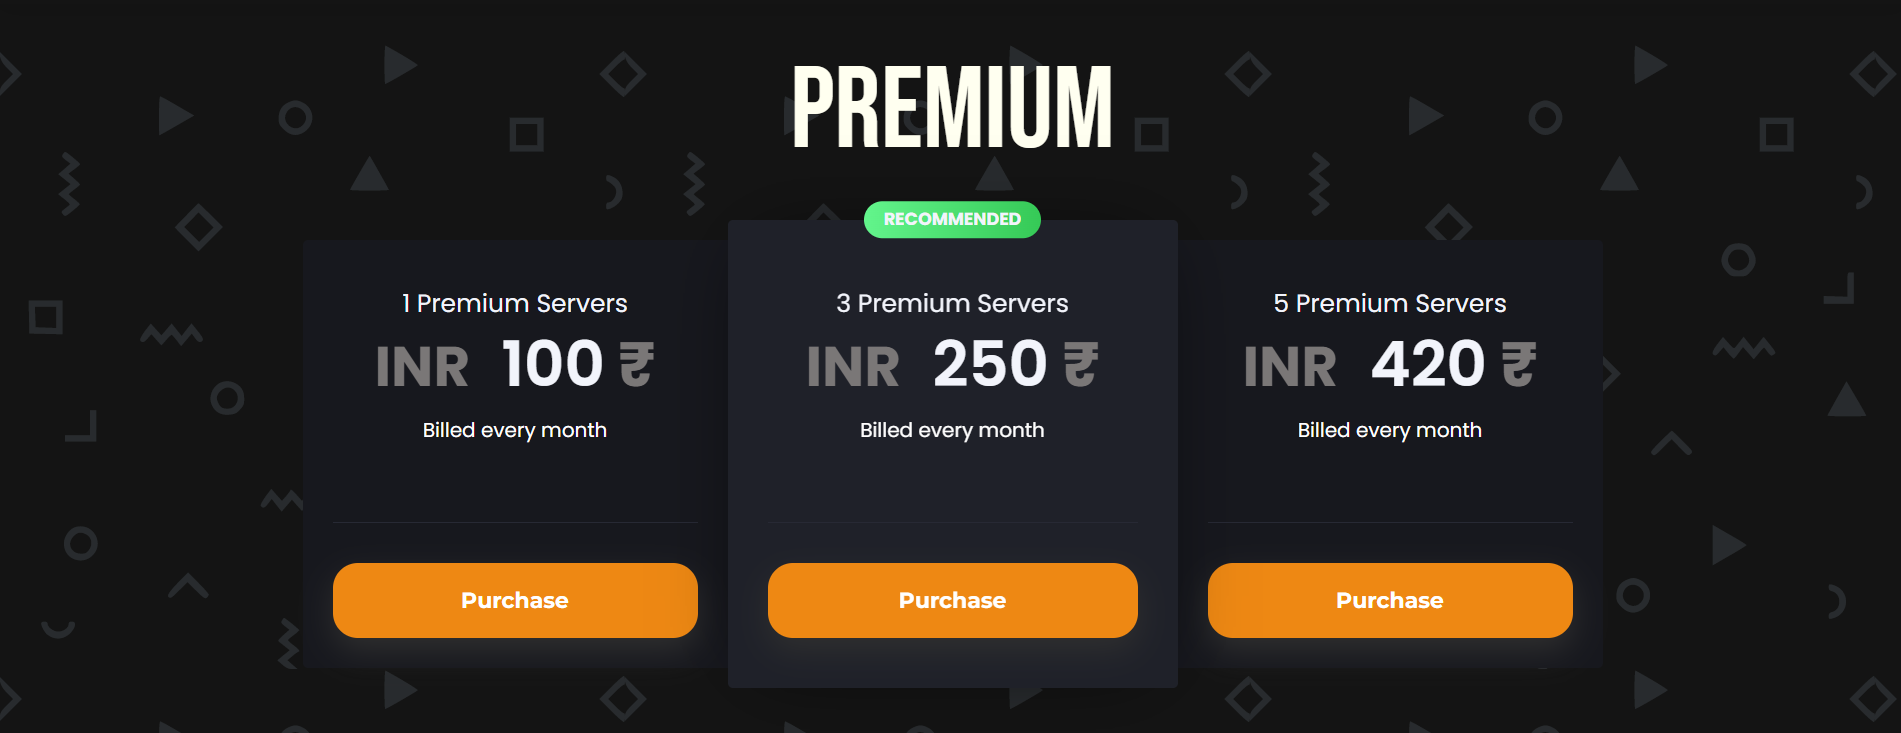 PREMIUM
RECOMMENDED
1 Premium Servers
INR 100 ₹
Billed every month
Purchase
3 Premium Servers
INR 250 ₹
Billed every month
Purchase
5 Premium Servers
INR 420 ₹
Billed every month
Purchase